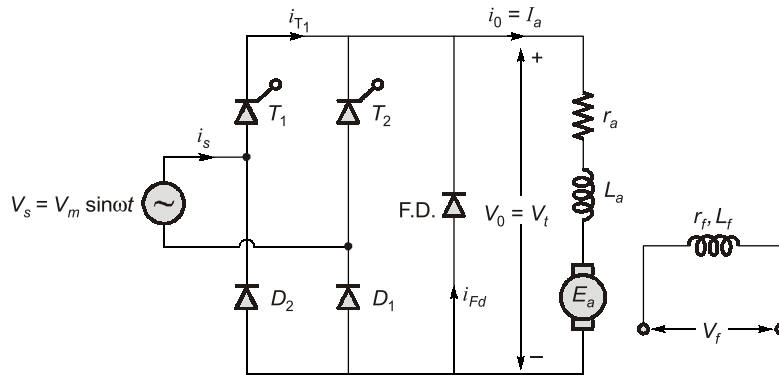 i_T1
i_0 = I_a
+
T_1
T_2
r_a
i_s
V_s = V_m sinωt
~
F.D.
V_0 = V_t
L_a
r_f, L_f
D_2
D_1
i_Fd
E_a
V_f
–